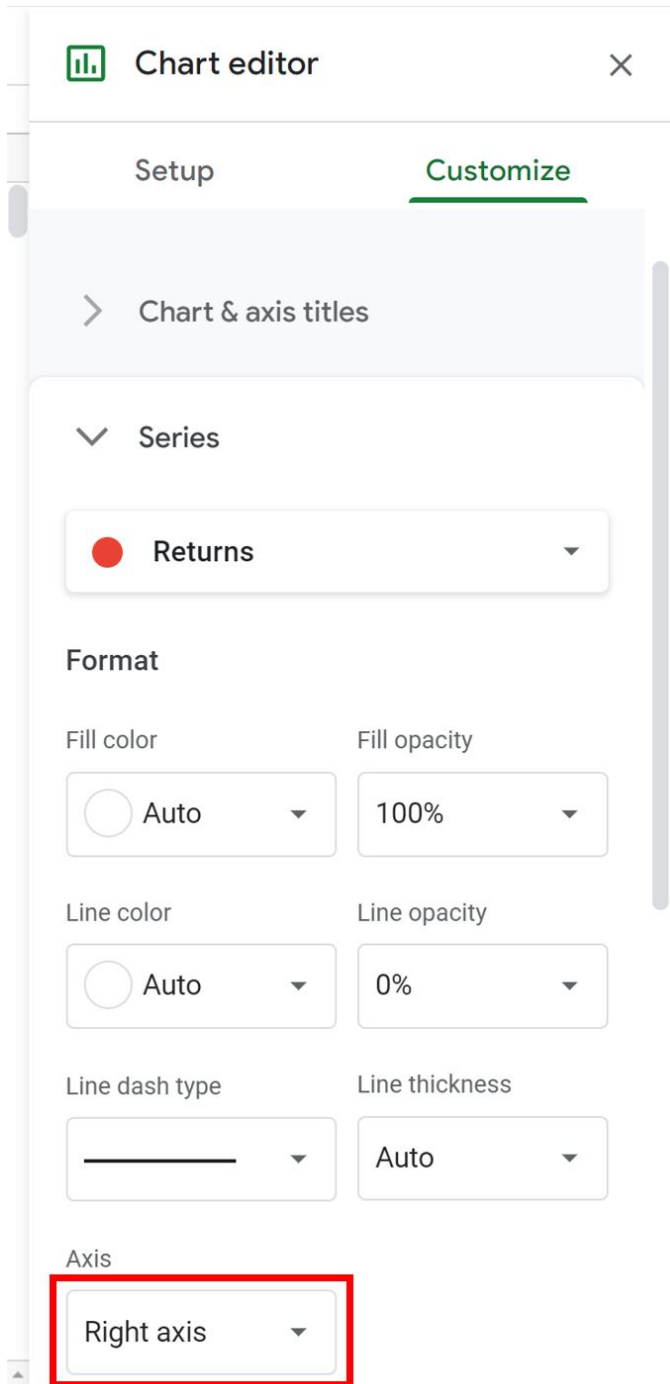 Chart editor
Setup Customize
Chart & axis titles
Series
Returns
Format
Fill color Fill opacity
Auto 100%
Line color Line opacity
Auto 0%
Line dash type Line thickness
Auto
Axis
Right axis